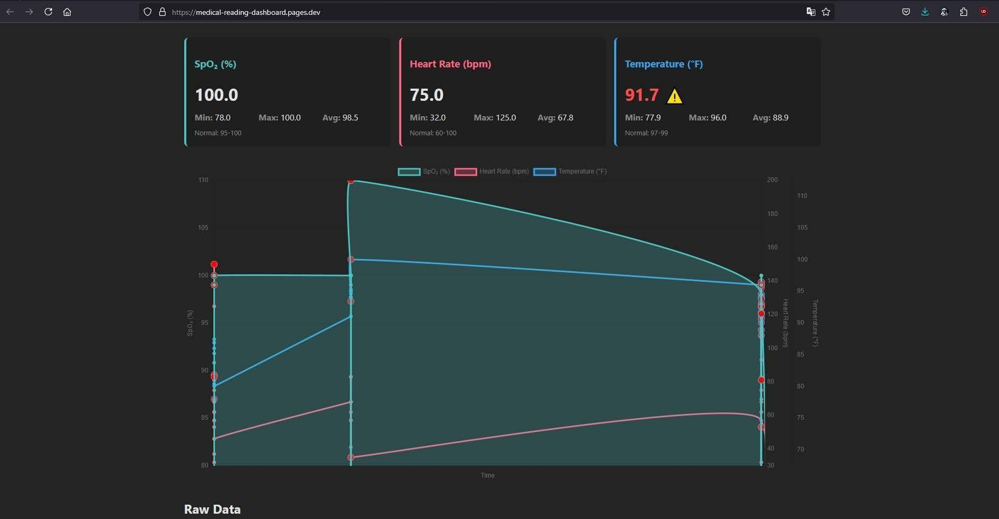 https://medical-reading-dashboard.pages.dev
SpO₂ (%)
100.0
Min: 78.0 Max: 100.0 Avg: 98.5
Normal: 95-100
Heart Rate (bpm)
75.0
Min: 32.0 Max: 125.0 Avg: 67.8
Normal: 60-100
Temperature (°F)
91.7
Min: 77.9 Max: 96.0 Avg: 88.9
Normal: 97-99
SpO₂ (%) Heart Rate (bpm) Temperature (°F)
110
105
100
95
90
85
80
SpO₂ (%)
200
180
160
140
120
100
80
60
40
30
Heart Rate (bpm)
110
105
100
95
90
85
80
75
70
Temperature (°F)
Time
Raw Data